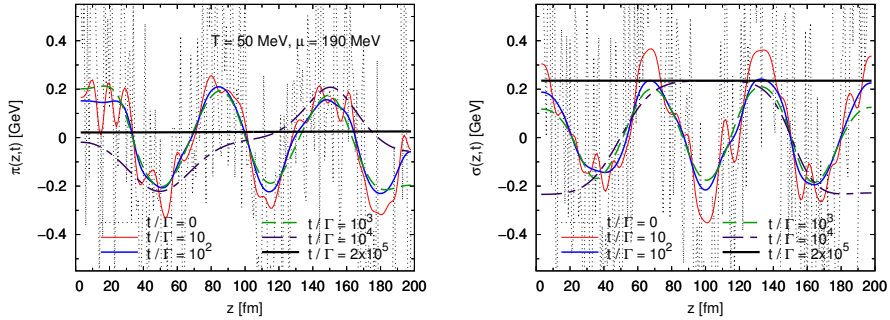 T = 50 MeV, μ = 190 MeV
π(z,t) [GeV]
0.4
0.2
0
−0.2
−0.4
t / Γ = 0
t / Γ = 10
t / Γ = 10²
t / Γ = 10³
t / Γ = 10⁴
t / Γ = 2x10⁵
0 20 40 60 80 100 120 140 160 180 200
z [fm]
σ(z,t) [GeV]
0.4
0.2
0
−0.2
−0.4
t / Γ = 0
t / Γ = 10
t / Γ = 10²
t / Γ = 10³
t / Γ = 10⁴
t / Γ = 2x10⁵
0 20 40 60 80 100 120 140 160 180 200
z [fm]